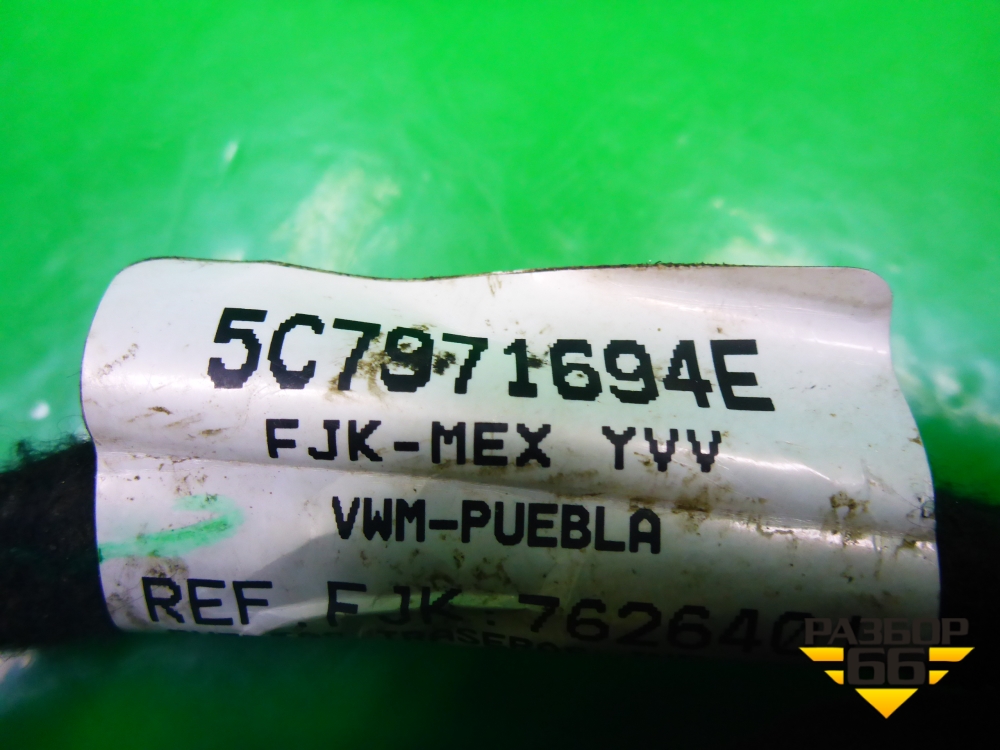 5C7971694E
FJK-MEX YVV
VWM-PUEBLA
REF.FJK.762640
РАЗБОР
66